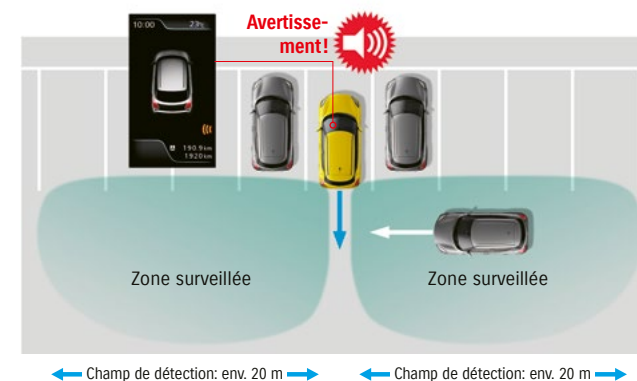 10:00 23
Avertisse-
ment!
190.9 km
1920 km
Zone surveillée Zone surveillée
Champ de détection: env. 20 m Champ de détection: env. 20 m